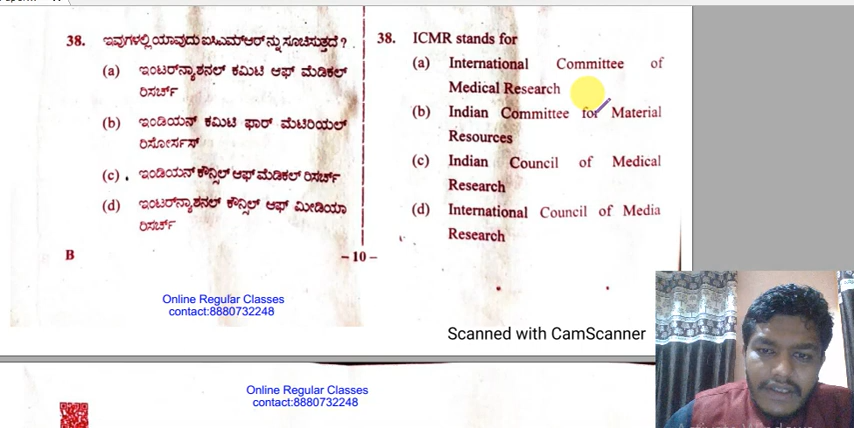 38. ಇವುಗಳಲ್ಲಿ ಯಾವುದು ಐಸಿಎಮ್ಆರ್‌ನ್ನು ಸೂಚಿಸುತ್ತದೆ ?
(a) ಇಂಟರ್‌ನ್ಯಾಶನಲ್ ಕಮಿಟಿ ಆಫ್ ಮೆಡಿಕಲ್
ರಿಸರ್ಚ್
(b) ಇಂಡಿಯನ್ ಕಮಿಟಿ ಫಾರ್ ಮೆಟಿರಿಯಲ್
ರಿಸೋರ್ಸಸ್
(c) ಇಂಡಿಯನ್ ಕೌನ್ಸಿಲ್ ಆಫ್ ಮೆಡಿಕಲ್ ರಿಸರ್ಚ್
(d) ಇಂಟರ್‌ನ್ಯಾಶನಲ್ ಕೌನ್ಸಿಲ್ ಆಫ್ ಮೀಡಿಯಾ
ರಿಸರ್ಚ್
38. ICMR stands for
(a) International Committee of
Medical Research
(b) Indian Committee for Material
Resources
(c) Indian Council of Medical
Research
(d) International Council of Media
Research
B
– 10 –
Online Regular Classes
contact:8880732248
Scanned with CamScanner
Online Regular Classes
contact:8880732248